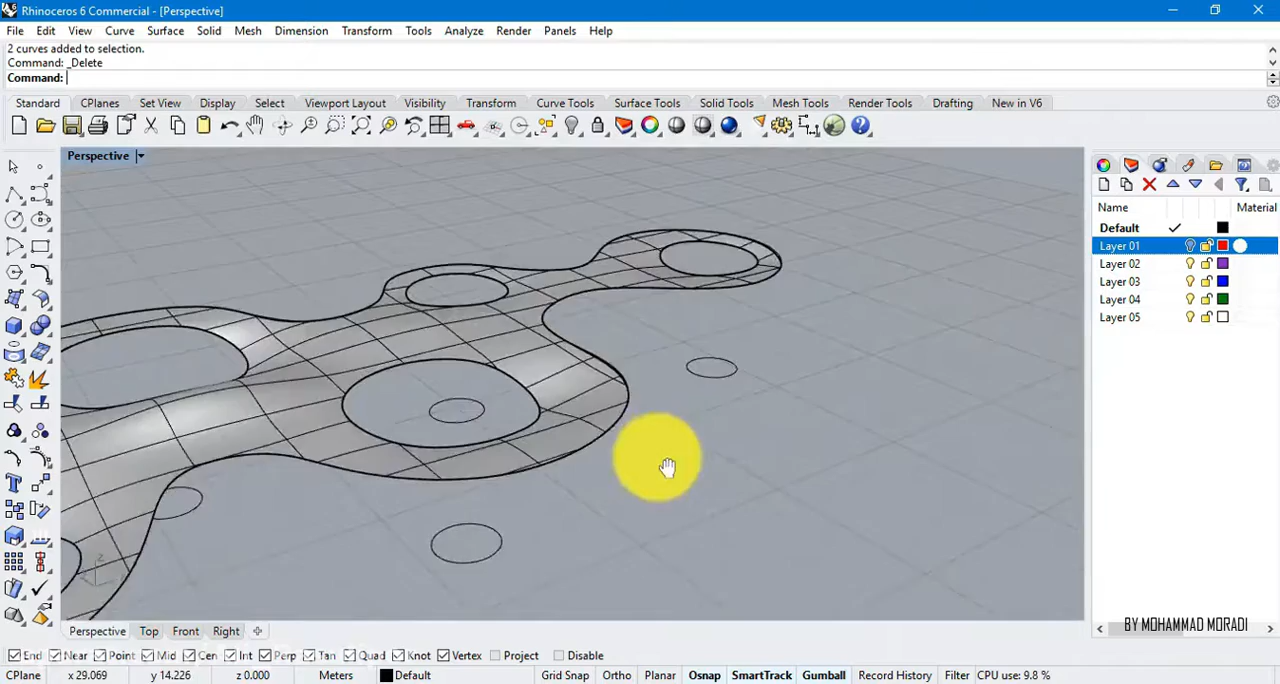 Rhinoceros 6 Commercial - [Perspective]
File Edit View Curve Surface Solid Mesh Dimension Transform Tools Analyze Render Panels Help
2 curves added to selection.
Command: _Delete
Command:
Standard CPlanes Set View Display Select Viewport Layout Visibility Transform Curve Tools Surface Tools Solid Tools Mesh Tools Render Tools Drafting New in V6
Perspective
Name Material
Default
Layer 01
Layer 02
Layer 03
Layer 04
Layer 05
z
BY MOHAMMAD MORADI
Perspective Top Front Right
End Near Point Mid Cen Int Perp Tan Quad Knot Vertex Project Disable
CPlane x 29.069 y 14.226 z 0.000 Meters Default Grid Snap Ortho Planar Osnap SmartTrack Gumball Record History Filter CPU use: 9.8 %